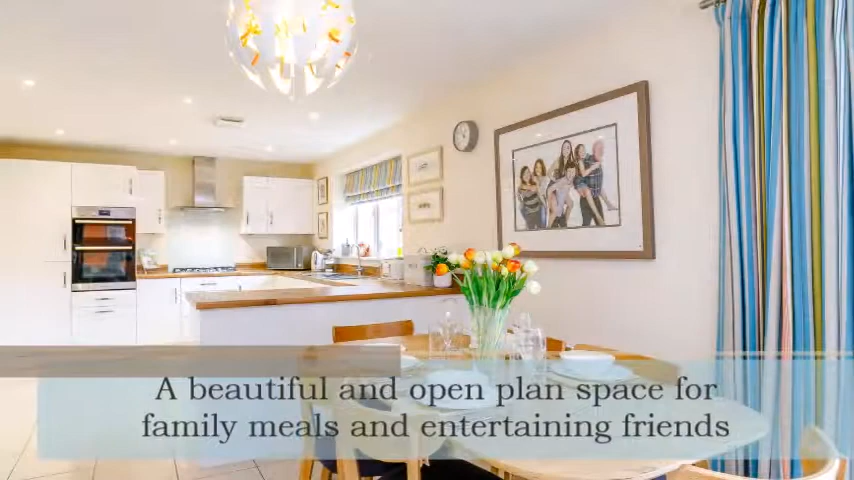 A beautiful and open plan space for
family meals and entertaining friends